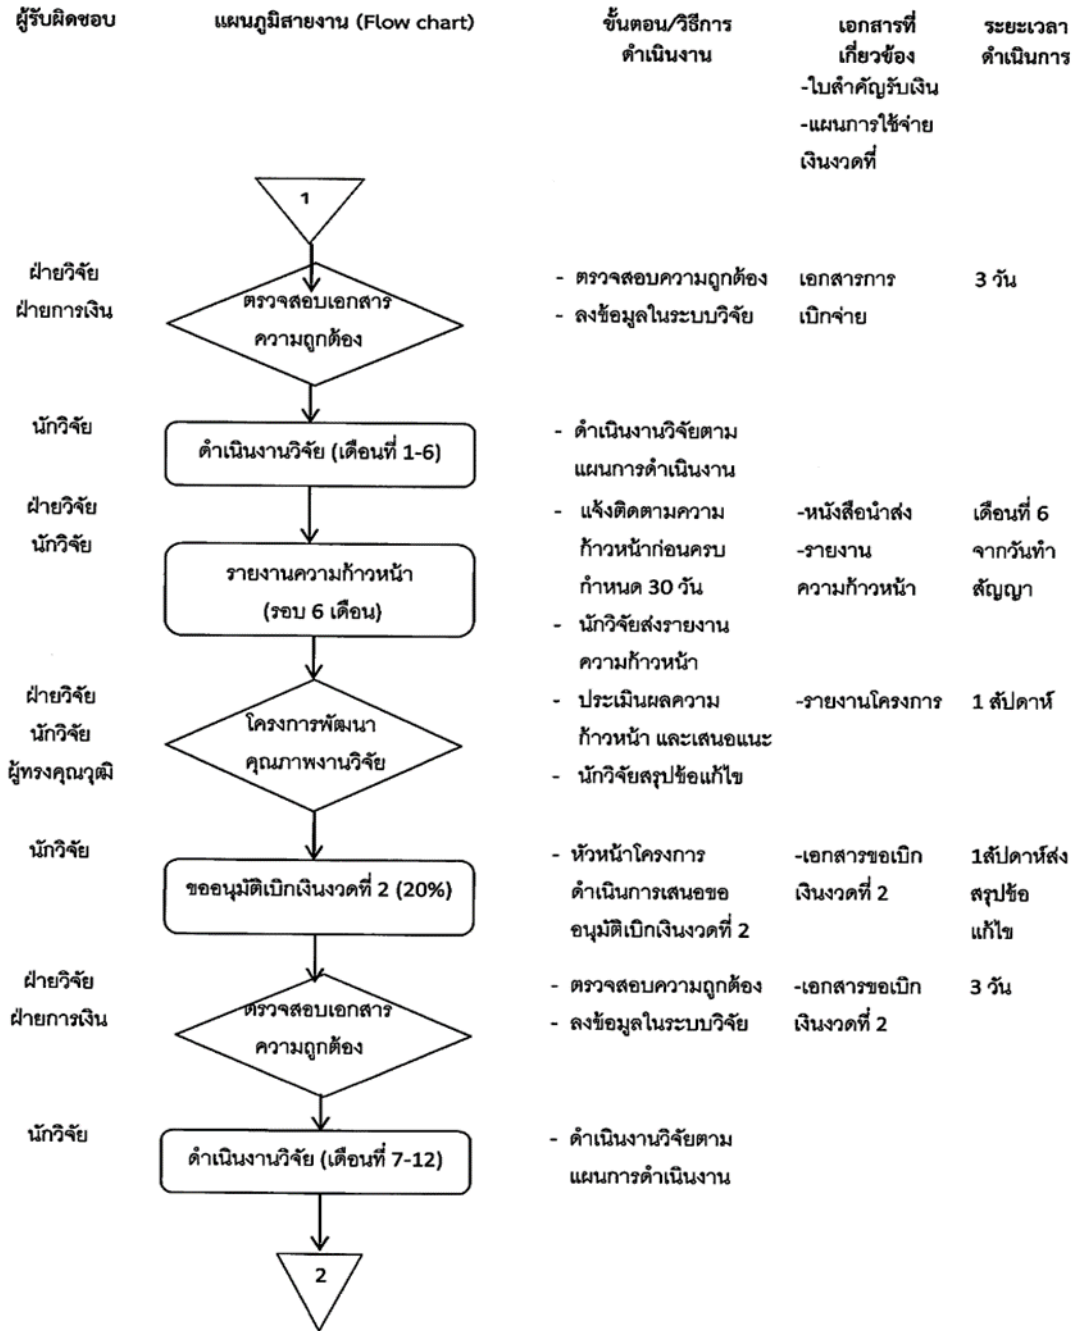 ผู้รับผิดชอบ แผนภูมิสายงาน (Flow chart) ขั้นตอน/วิธีการ เอกสารที่ ระยะเวลา
ดำเนินงาน เกี่ยวข้อง ดำเนินการ
-ใบสำคัญรับเงิน
-แผนการใช้จ่าย
เงินงวดที่
1
ฝ่ายวิจัย - ตรวจสอบความถูกต้อง เอกสารการ 3 วัน
ฝ่ายการเงิน ตรวจสอบเอกสาร - ลงข้อมูลในระบบวิจัย เบิกจ่าย
ความถูกต้อง
นักวิจัย - ดำเนินงานวิจัยตาม
ดำเนินงานวิจัย (เดือนที่ 1-6) แผนการดำเนินงาน
ฝ่ายวิจัย - แจ้งติดตามความ -หนังสือนำส่ง เดือนที่ 6
นักวิจัย ก้าวหน้าก่อนครบ -รายงาน จากวันทำ
รายงานความก้าวหน้า กำหนด 30 วัน ความก้าวหน้า สัญญา
(รอบ 6 เดือน) - นักวิจัยส่งรายงาน
ความก้าวหน้า
ฝ่ายวิจัย - ประเมินผลความ -รายงานโครงการ 1 สัปดาห์
นักวิจัย โครงการพัฒนา ก้าวหน้า และเสนอแนะ
ผู้ทรงคุณวุฒิ คุณภาพงานวิจัย - นักวิจัยสรุปข้อแก้ไข
นักวิจัย - หัวหน้าโครงการ -เอกสารขอเบิก 1สัปดาห์ส่ง
ขออนุมัติเบิกเงินงวดที่ 2 (20%) ดำเนินการเสนอขอ เงินงวดที่ 2 สรุปข้อ
อนุมัติเบิกเงินงวดที่ 2 แก้ไข
ฝ่ายวิจัย - ตรวจสอบความถูกต้อง -เอกสารขอเบิก 3 วัน
ฝ่ายการเงิน ตรวจสอบเอกสาร - ลงข้อมูลในระบบวิจัย เงินงวดที่ 2
ความถูกต้อง
นักวิจัย - ดำเนินงานวิจัยตาม
ดำเนินงานวิจัย (เดือนที่ 7-12) แผนการดำเนินงาน
2